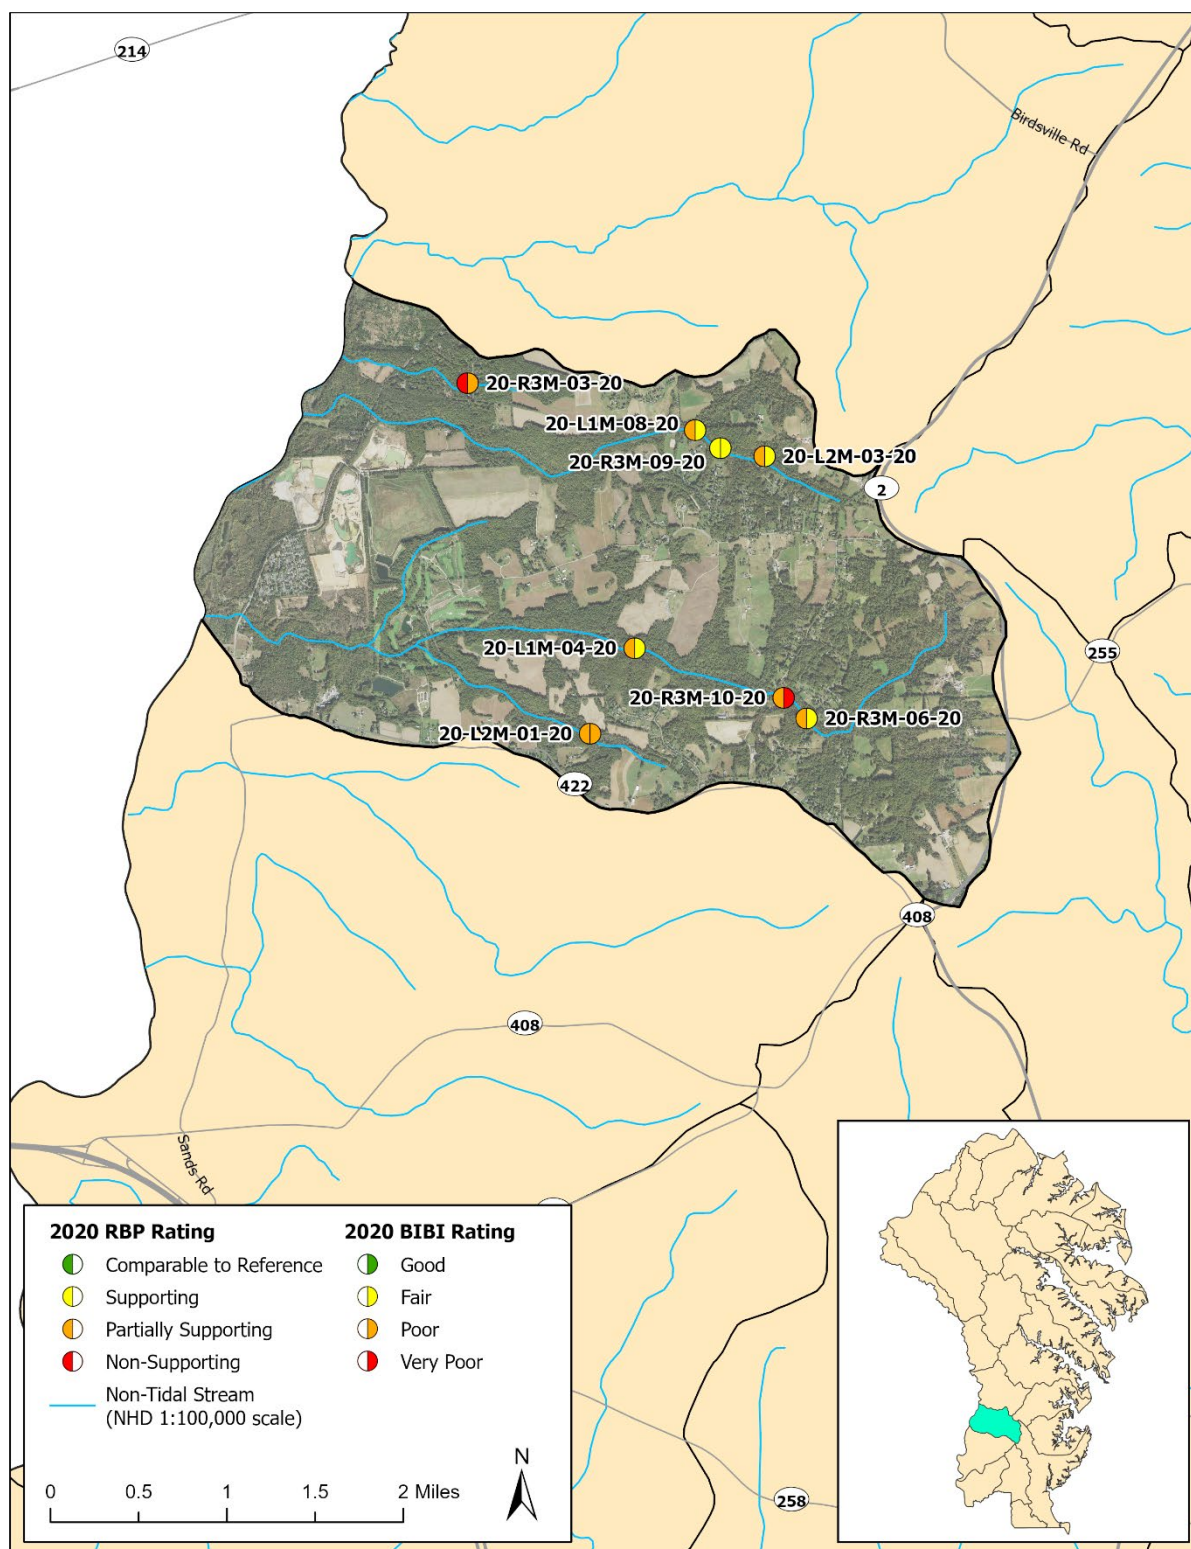 214
Birdsville Rd
20-R3M-03-20
20-L1M-08-20
20-R3M-09-20
20-L2M-03-20
2
20-L1M-04-20
255
20-R3M-10-20
20-R3M-06-20
20-L2M-01-20
422
408
408
Sands Rd
2020 RBP Rating
Comparable to Reference
Supporting
Partially Supporting
Non-Supporting
Non-Tidal Stream
(NHD 1:100,000 scale)
2020 BIBI Rating
Good
Fair
Poor
Very Poor
N
0 0.5 1 1.5 2 Miles
258